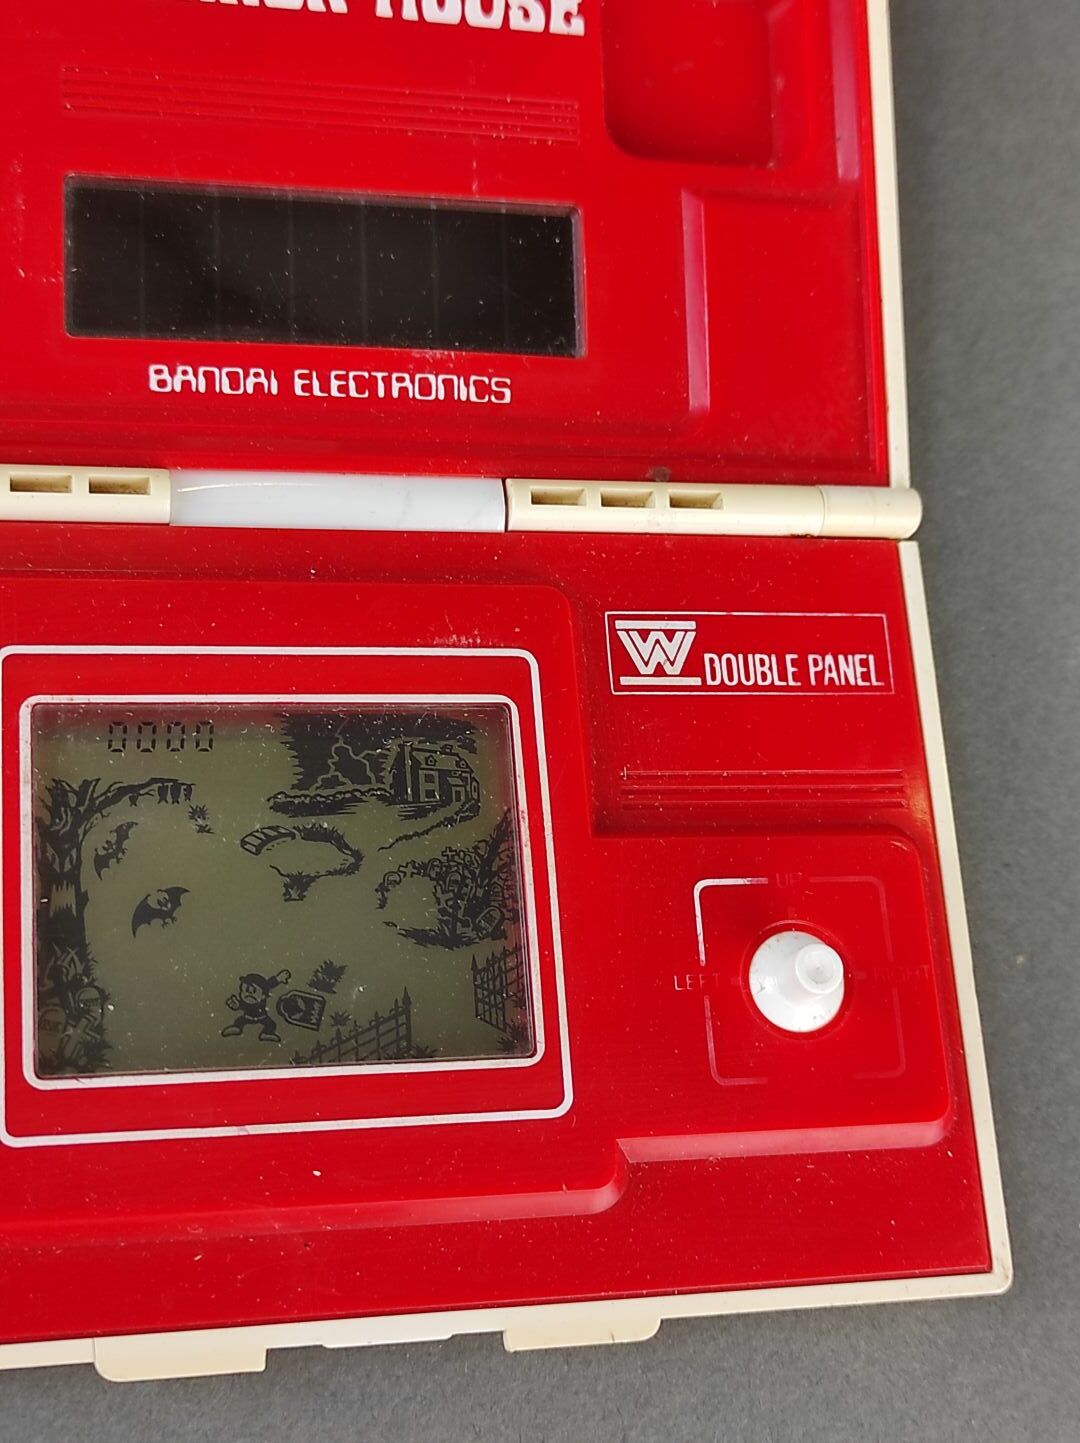 HOUSE
BANDAI ELECTRONICS
W DOUBLE PANEL
0000
UP
LEFT
RIGHT